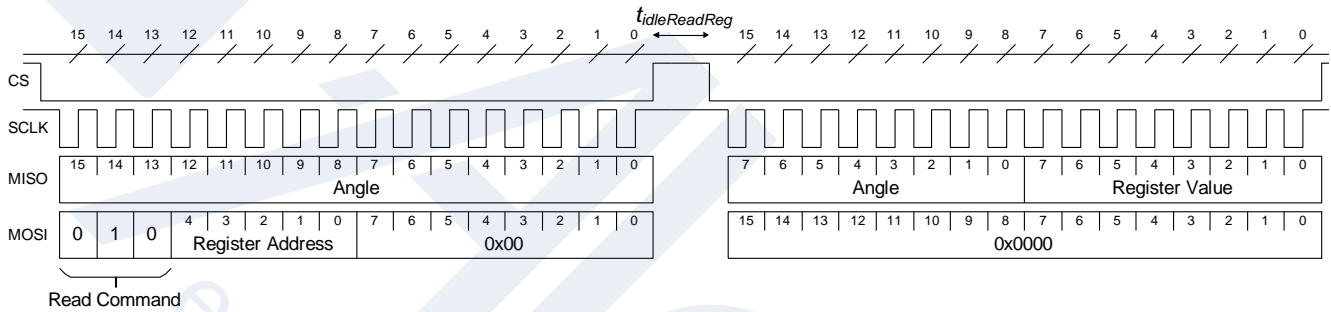 t_idleReadReg
15 14 13 12 11 10 9 8 7 6 5 4 3 2 1 0 15 14 13 12 11 10 9 8 7 6 5 4 3 2 1 0
CS
SCLK
15 14 13 12 11 10 9 8 7 6 5 4 3 2 1 0 7 6 5 4 3 2 1 0 7 6 5 4 3 2 1 0
MISO Angle Angle Register Value
4 3 2 1 0 7 6 5 4 3 2 1 0 15 14 13 12 11 10 9 8 7 6 5 4 3 2 1 0
MOSI 0 1 0 Register Address 0x00 0x0000
Read Command